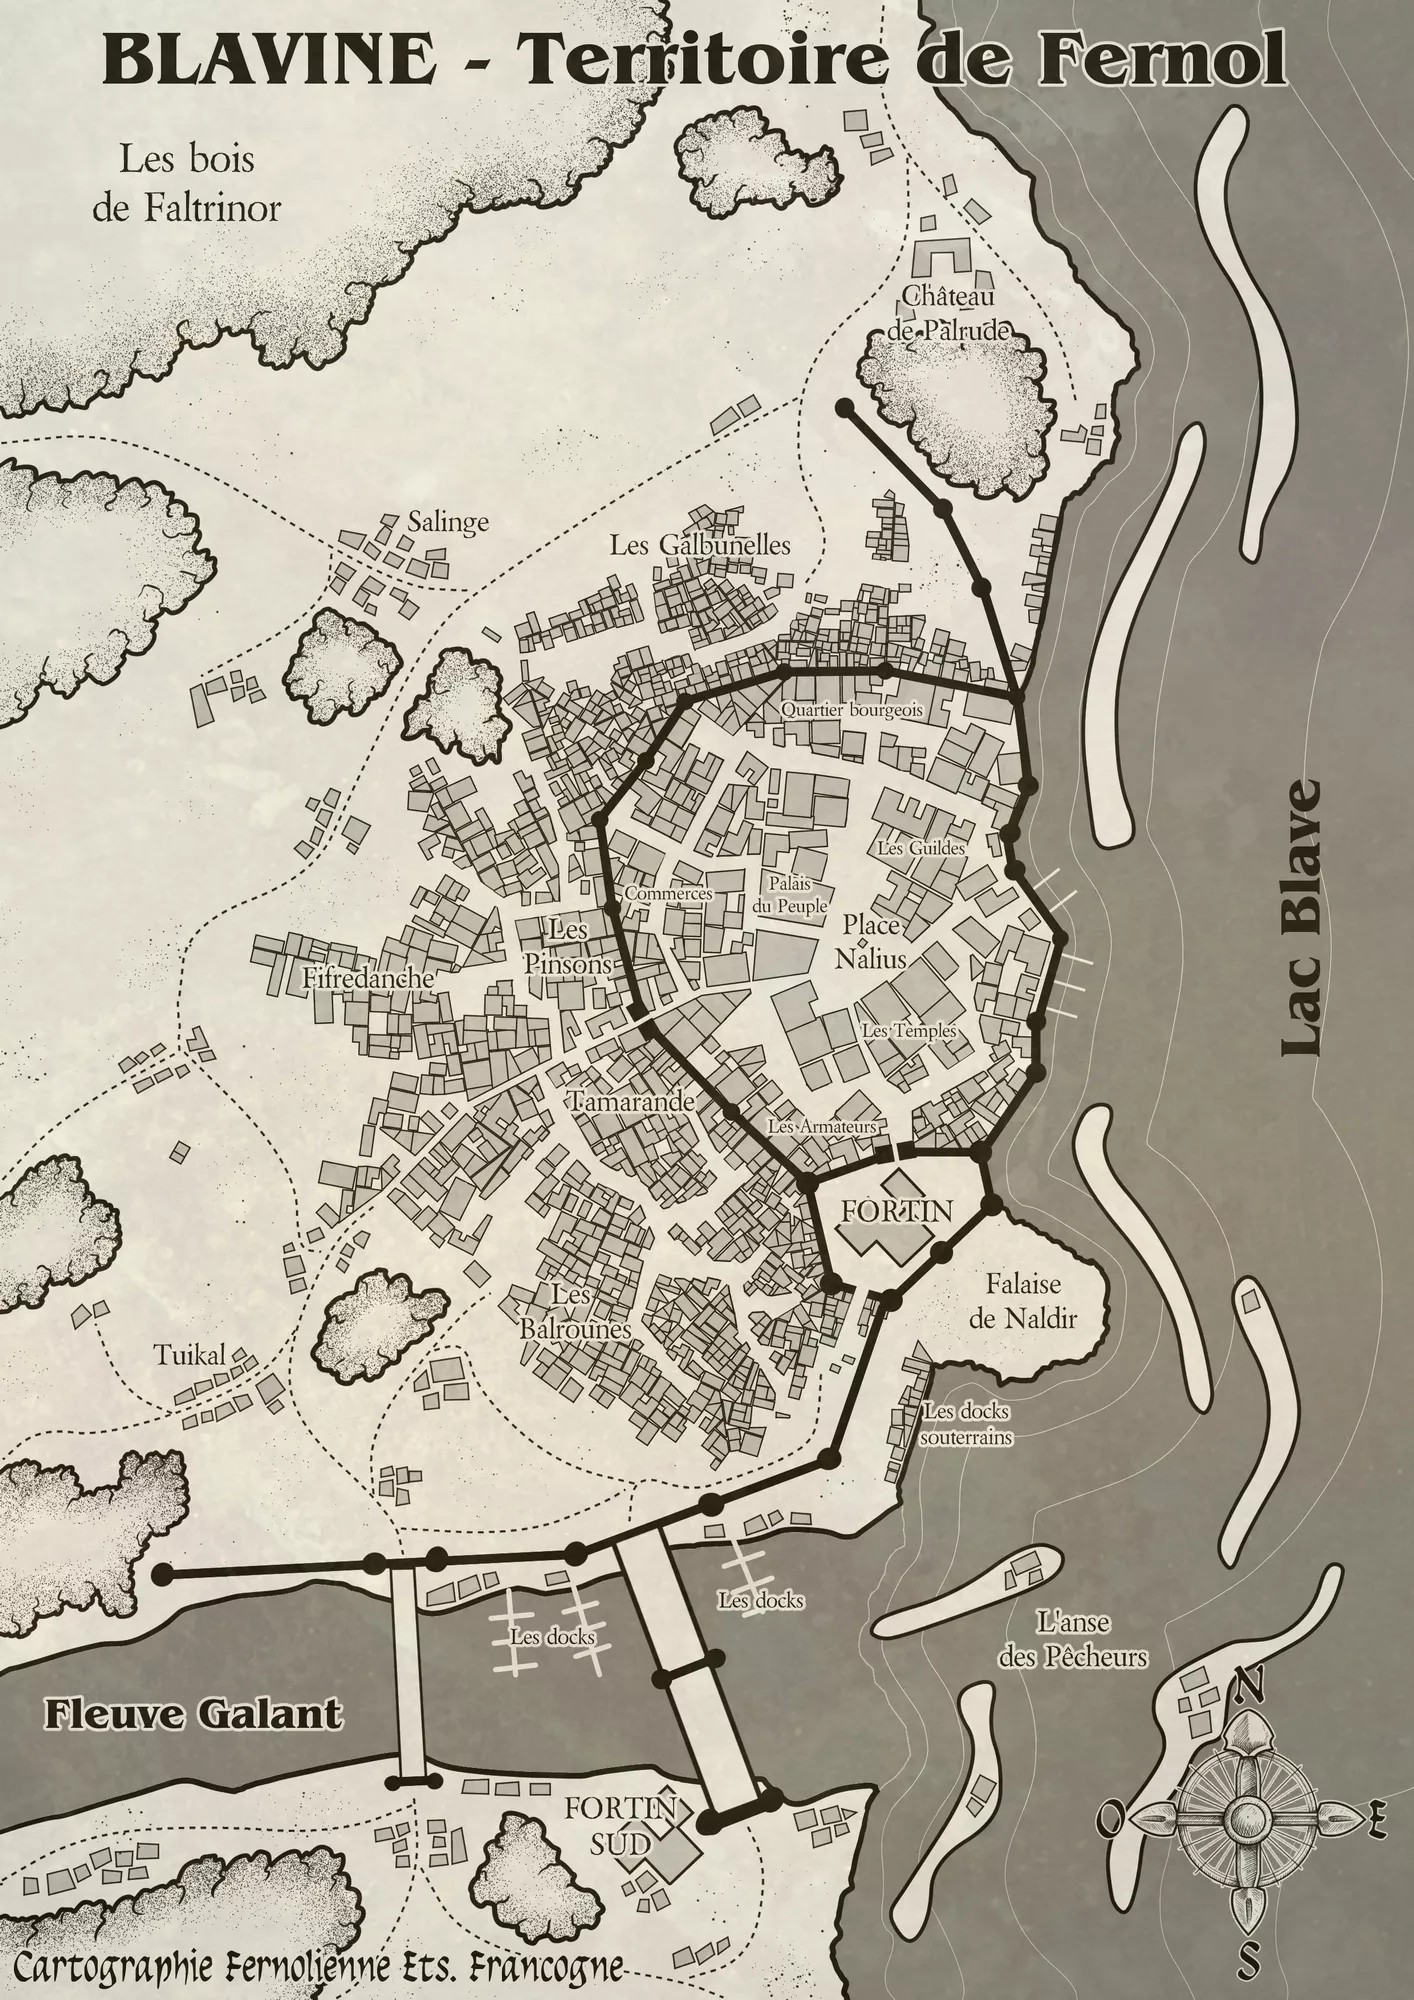 BLAVINE - Territoire de Fernol
Les bois
de Faltrinor
Château
de Palrude
Salinge
Les Galbunelles
Quartier bourgeois
Les Guildes
Commerces
Palais
du Peuple
Place
Nalius
Les
Pinsons
Fifredanche
Les Temples
Lac Blave
Tamarande
Les Armateurs
FORTIN
Falaise
de Naldir
Les
Balrounes
Tuikal
Les docks
souterrains
Les docks
Les docks
L'anse
des Pêcheurs
Fleuve Galant
FORTIN
SUD
N
O
E
S
Cartographie Fernolienne Ets. Francogne